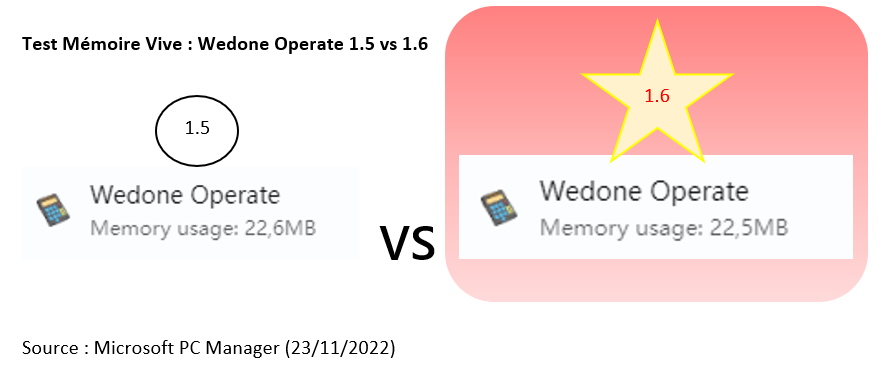 Test Mémoire Vive : Wedone Operate 1.5 vs 1.6
1.5
Wedone Operate
Memory usage: 22,6MB
vs
1.6
Wedone Operate
Memory usage: 22,5MB
Source : Microsoft PC Manager (23/11/2022)